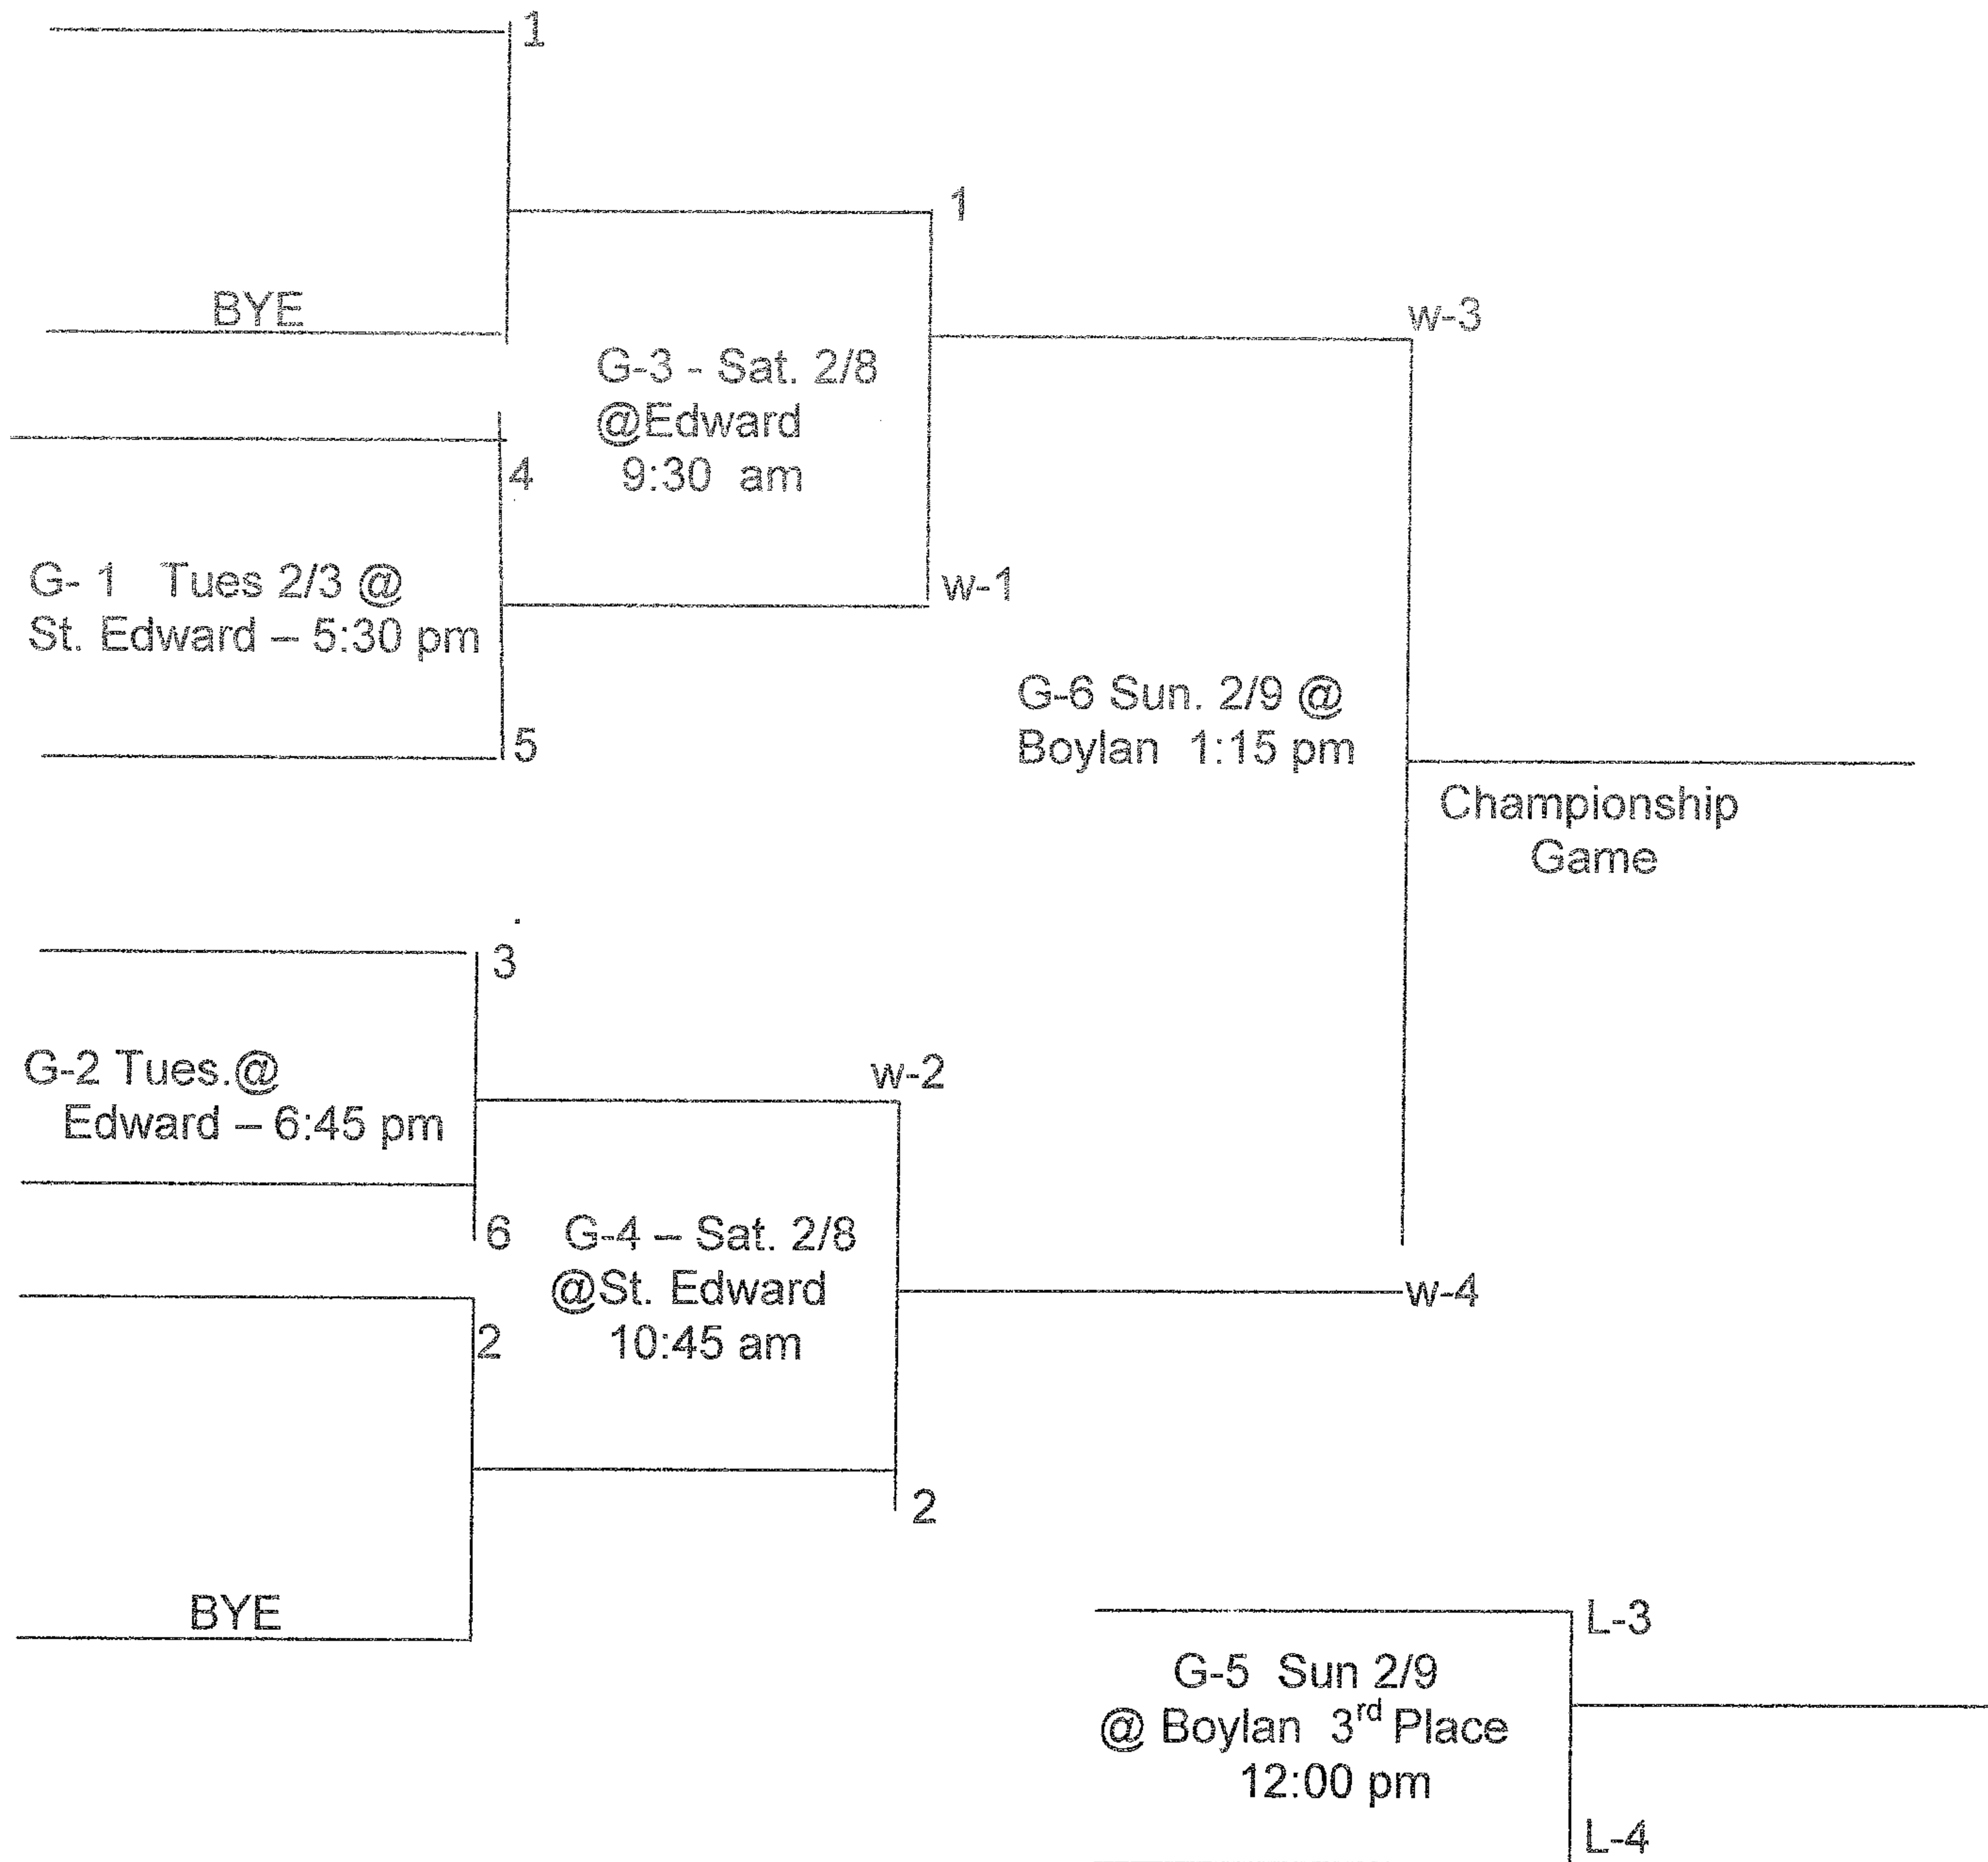 1
1
BYE
w-3
G-3 - Sat. 2/8
@Edward
9:30 am
4
G- 1 Tues 2/3 @
St. Edward – 5:30 pm
w-1
5
G-6 Sun. 2/9 @
Boylan 1:15 pm
Championship
Game
3
G-2 Tues.@
Edward – 6:45 pm
w-2
6
G-4 – Sat. 2/8
@St. Edward
10:45 am
w-4
2
2
BYE
L-3
G-5 Sun 2/9
@ Boylan 3rd Place
12:00 pm
L-4